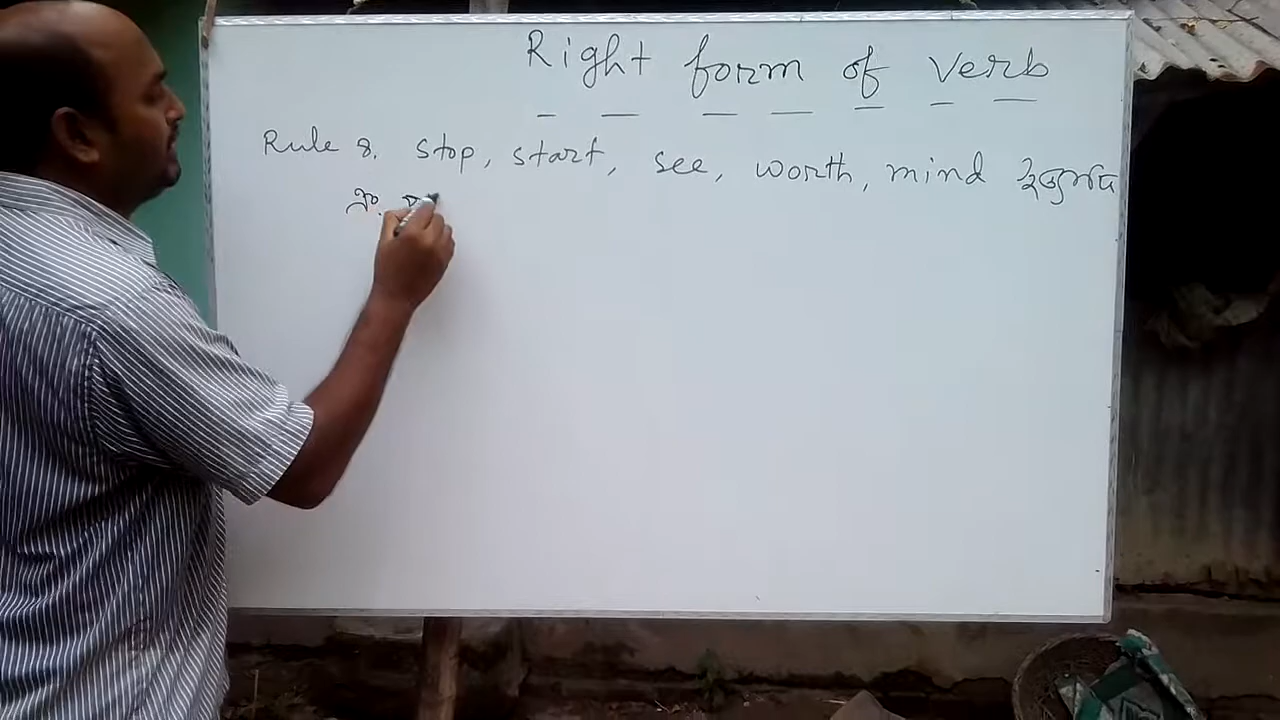 Right form of verb
Rule 8. stop, start, see, worth, mind ইত্যাদি